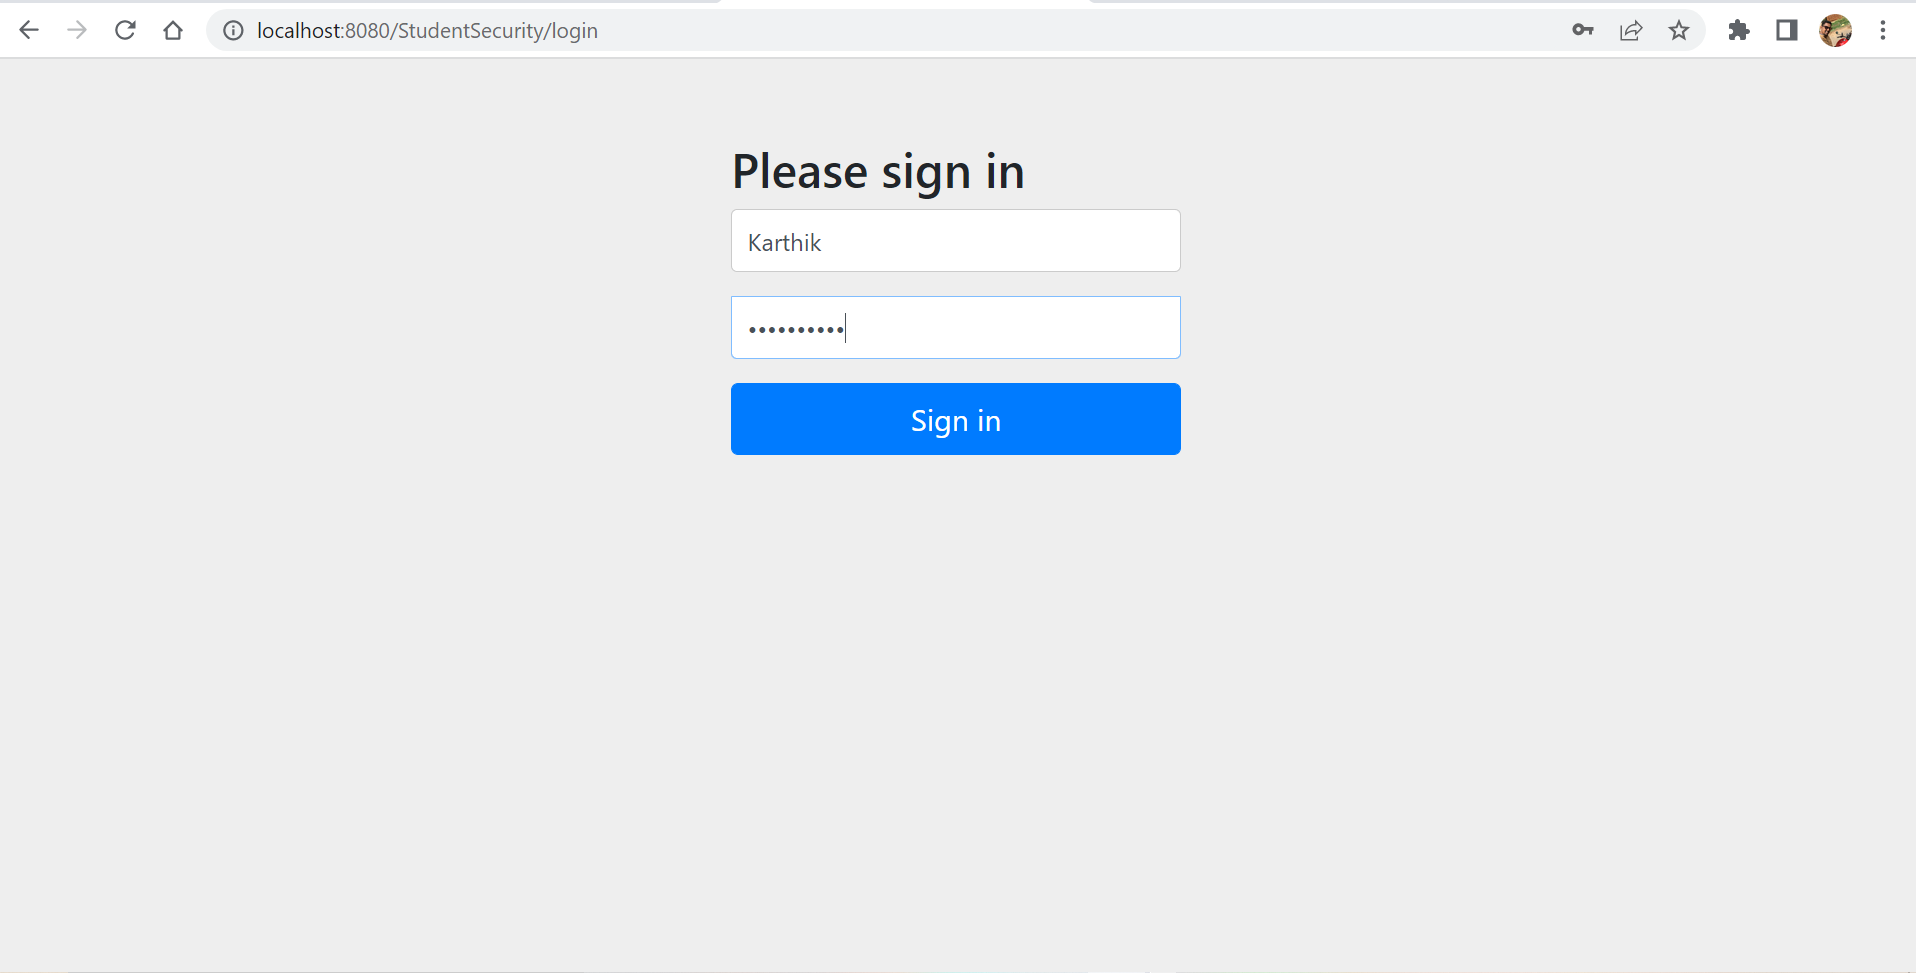 localhost:8080/StudentSecurity/login
Please sign in
Karthik
••••••••••
Sign in